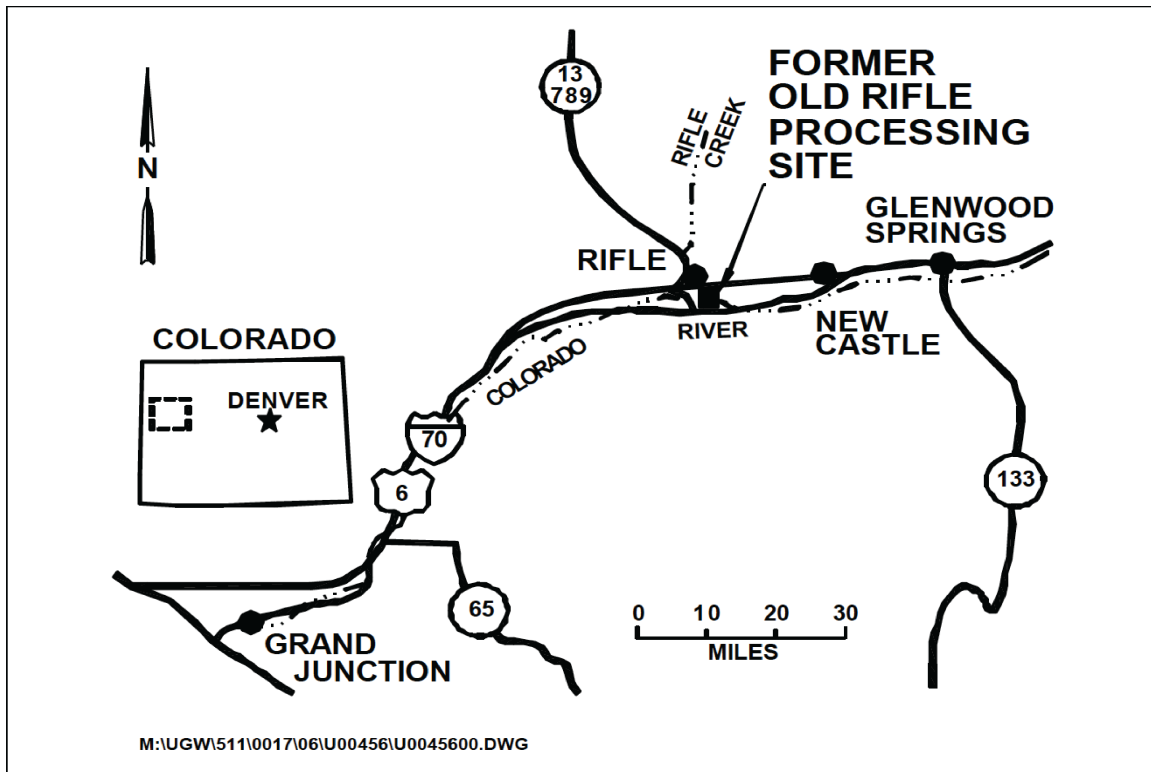 13
789
RIFLE
CREEK
FORMER
OLD RIFLE
PROCESSING
SITE
N
GLENWOOD
SPRINGS
RIFLE
RIVER
NEW
CASTLE
COLORADO
COLORADO
DENVER
70
6
133
65
0 10 20 30
MILES
GRAND
JUNCTION
M:\UGW\511\0017\06\U00456\U0045600.DWG